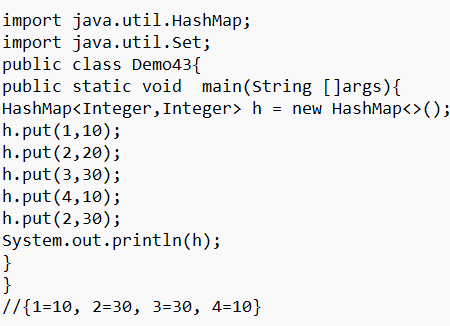 import java.util.HashMap;
import java.util.Set;
public class Demo43{
public static void  main(String []args){
HashMap<Integer,Integer> h = new HashMap<>();
h.put(1,10);
h.put(2,20);
h.put(3,30);
h.put(4,10);
h.put(2,30);
System.out.println(h);
}
}
//{1=10, 2=30, 3=30, 4=10}